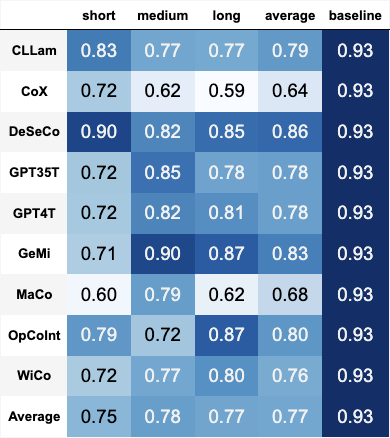 short medium long average baseline
CLLam 0.83 0.77 0.77 0.79 0.93
CoX 0.72 0.62 0.59 0.64 0.93
DeSeCo 0.90 0.82 0.85 0.86 0.93
GPT35T 0.72 0.85 0.78 0.78 0.93
GPT4T 0.72 0.82 0.81 0.78 0.93
GeMi 0.71 0.90 0.87 0.83 0.93
MaCo 0.60 0.79 0.62 0.68 0.93
OpCoInt 0.79 0.72 0.87 0.80 0.93
WiCo 0.72 0.77 0.80 0.76 0.93
Average 0.75 0.78 0.77 0.77 0.93